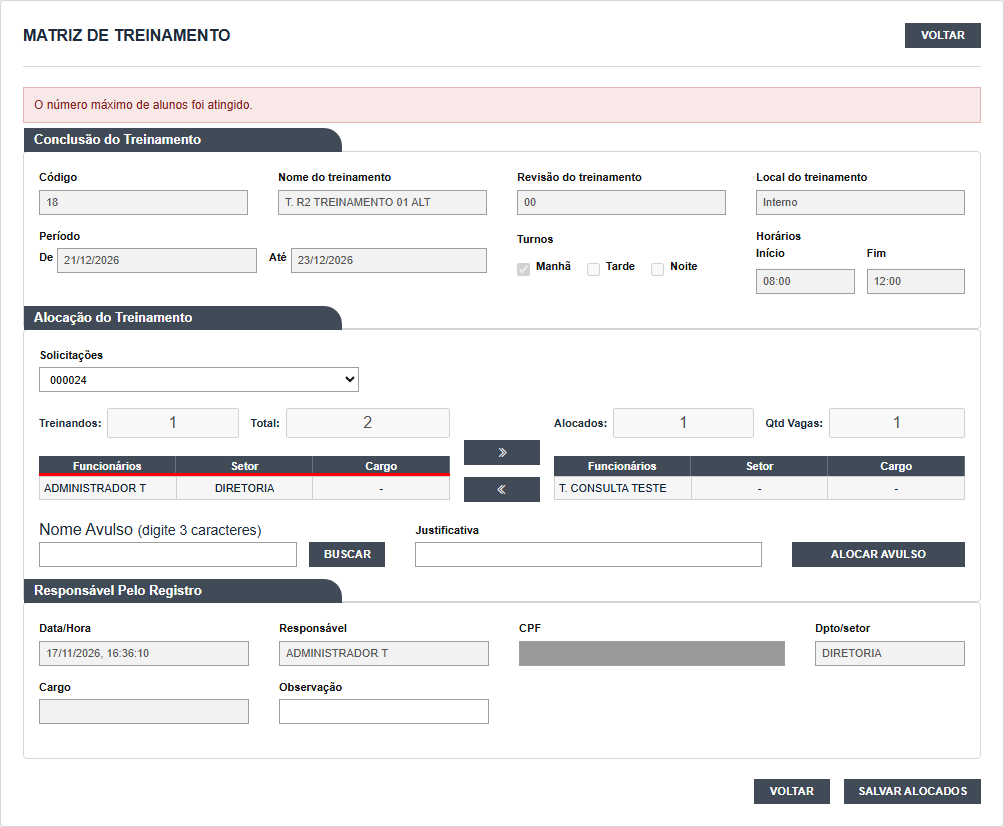 MATRIZ DE TREINAMENTO
VOLTAR
O número máximo de alunos foi atingido.
Conclusão do Treinamento
Código Nome do treinamento Revisão do treinamento Local do treinamento
18 T. R2 TREINAMENTO 01 ALT 00 Interno
Período Turnos Horários
Início Fim
De 21/12/2026 Até 23/12/2026 Manhã Tarde Noite
08:00 12:00
Alocação do Treinamento
Solicitações
000024
Treinandos: 1 Total: 2 Alocados: 1 Qtd Vagas: 1
»
Funcionários Setor Cargo Funcionários Setor Cargo
ADMINISTRADOR T DIRETORIA - « T. CONSULTA TESTE - -
Nome Avulso (digite 3 caracteres) Justificativa
BUSCAR ALOCAR AVULSO
Responsável Pelo Registro
Data/Hora Responsável CPF Dpto/setor
17/11/2026, 16:36:10 ADMINISTRADOR T DIRETORIA
Cargo Observação
VOLTAR SALVAR ALOCADOS